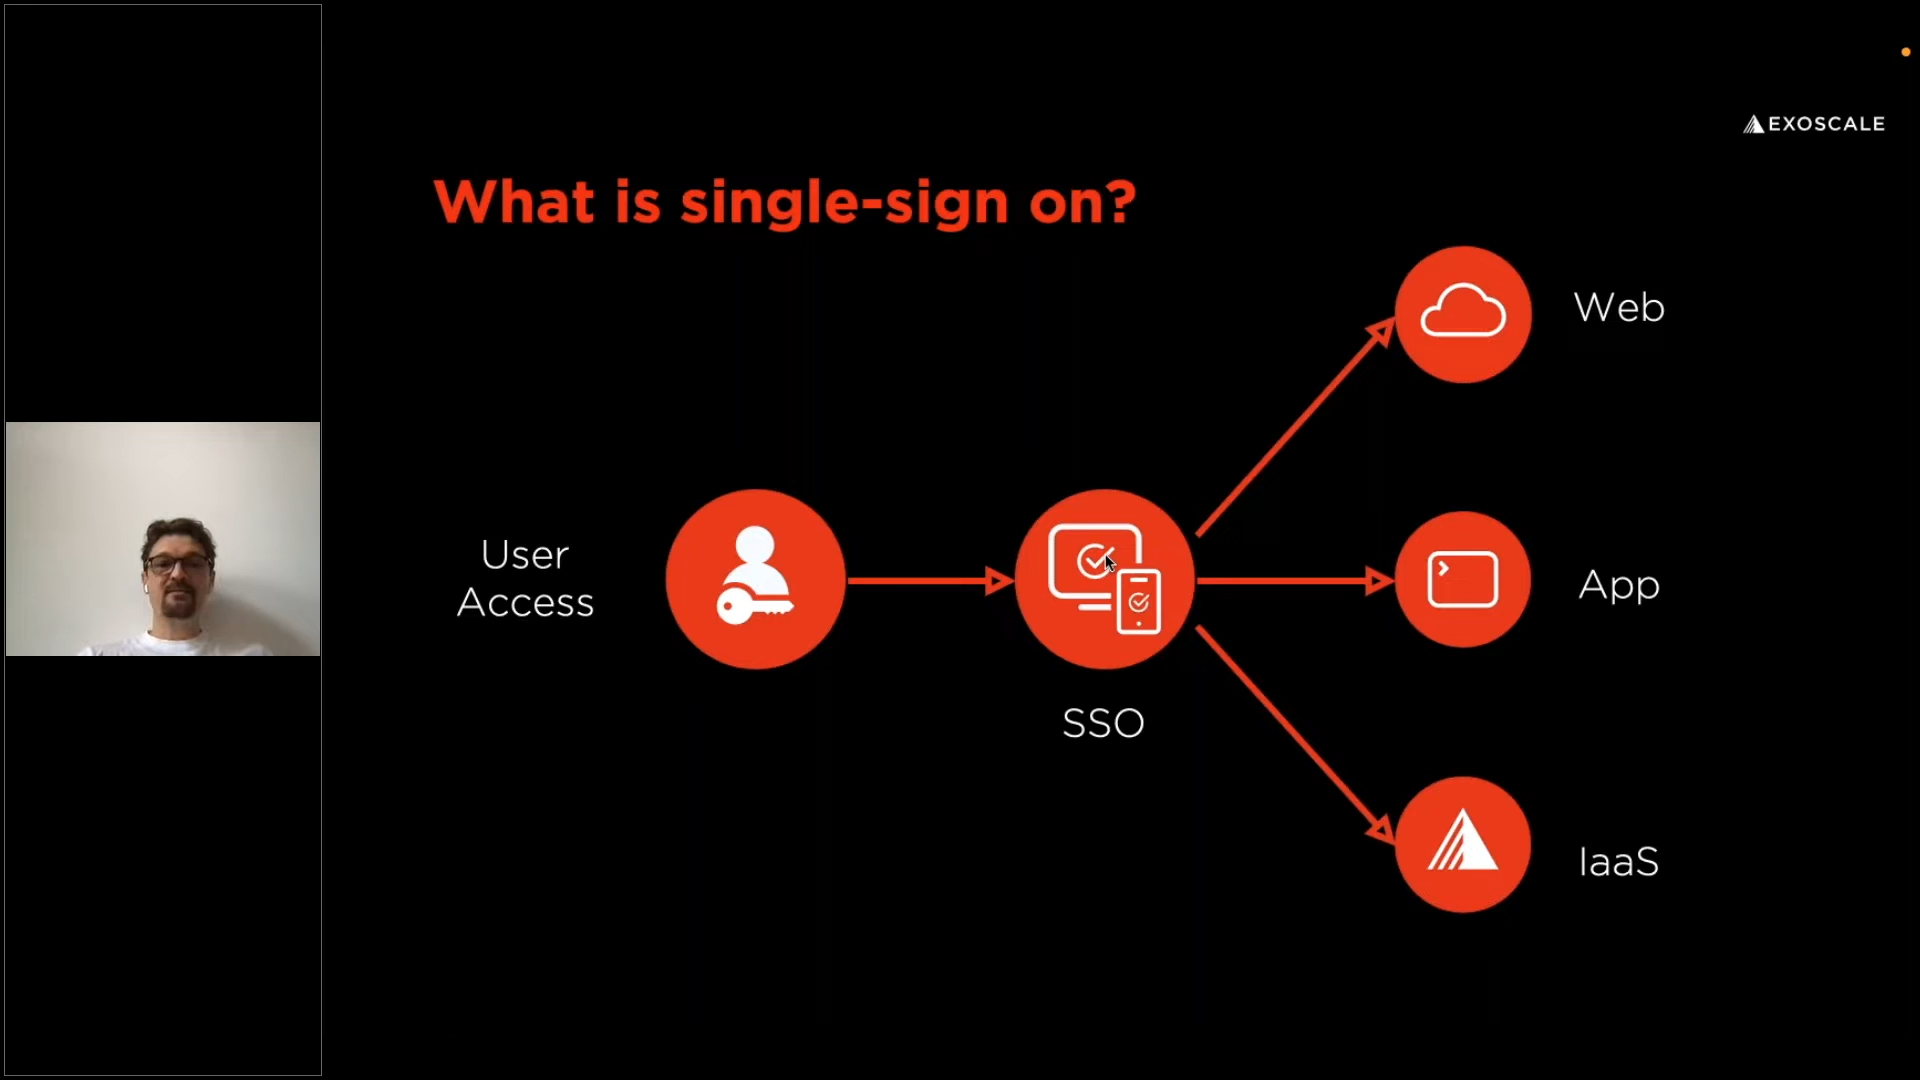 EXOSCALE
What is single-sign on?
Web
User
Access
App
SSO
IaaS